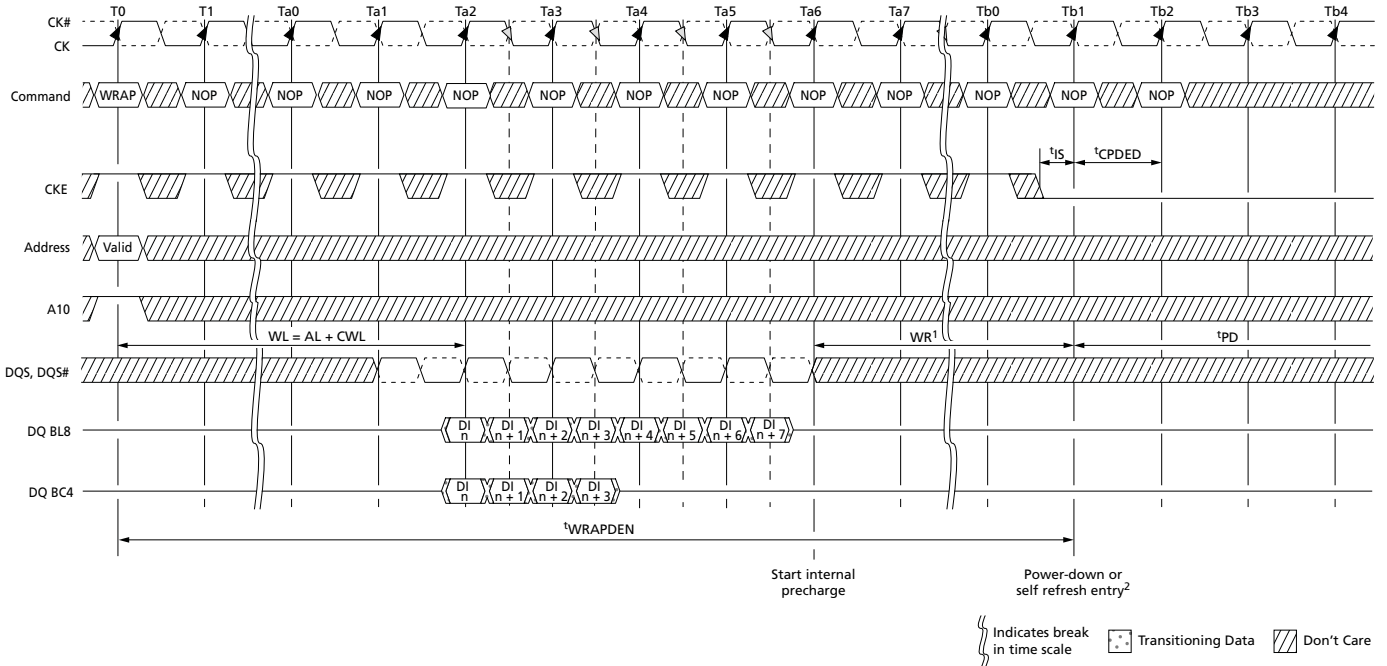 T0 T1 Ta0 Ta1 Ta2 Ta3 Ta4 Ta5 Ta6 Ta7 Tb0 Tb1 Tb2 Tb3 Tb4
CK#
CK
Command WRAP NOP NOP NOP NOP NOP NOP NOP NOP NOP NOP NOP NOP
tIS tCPDED
CKE
Address Valid
A10
WL = AL + CWL WR1 tPD
DQS, DQS#
DQ BL8 DI n DI n + 1 DI n + 2 DI n + 3 DI n + 4 DI n + 5 DI n + 6 DI n + 7
DQ BC4 DI n DI n + 1 DI n + 2 DI n + 3
tWRAPDEN
Start internal
precharge
Power-down or
self refresh entry2
Indicates break
in time scale
Transitioning Data
Don't Care